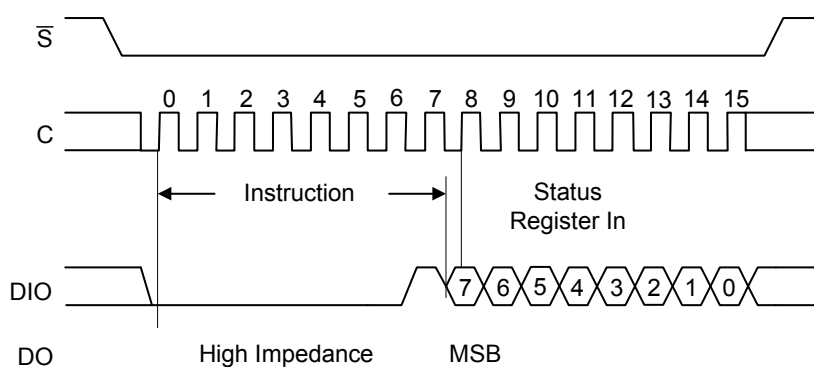 S
0 1 2 3 4 5 6 7 8 9 10 11 12 13 14 15
C
Instruction
Status
Register In
DIO
7 6 5 4 3 2 1 0
DO
High Impedance
MSB